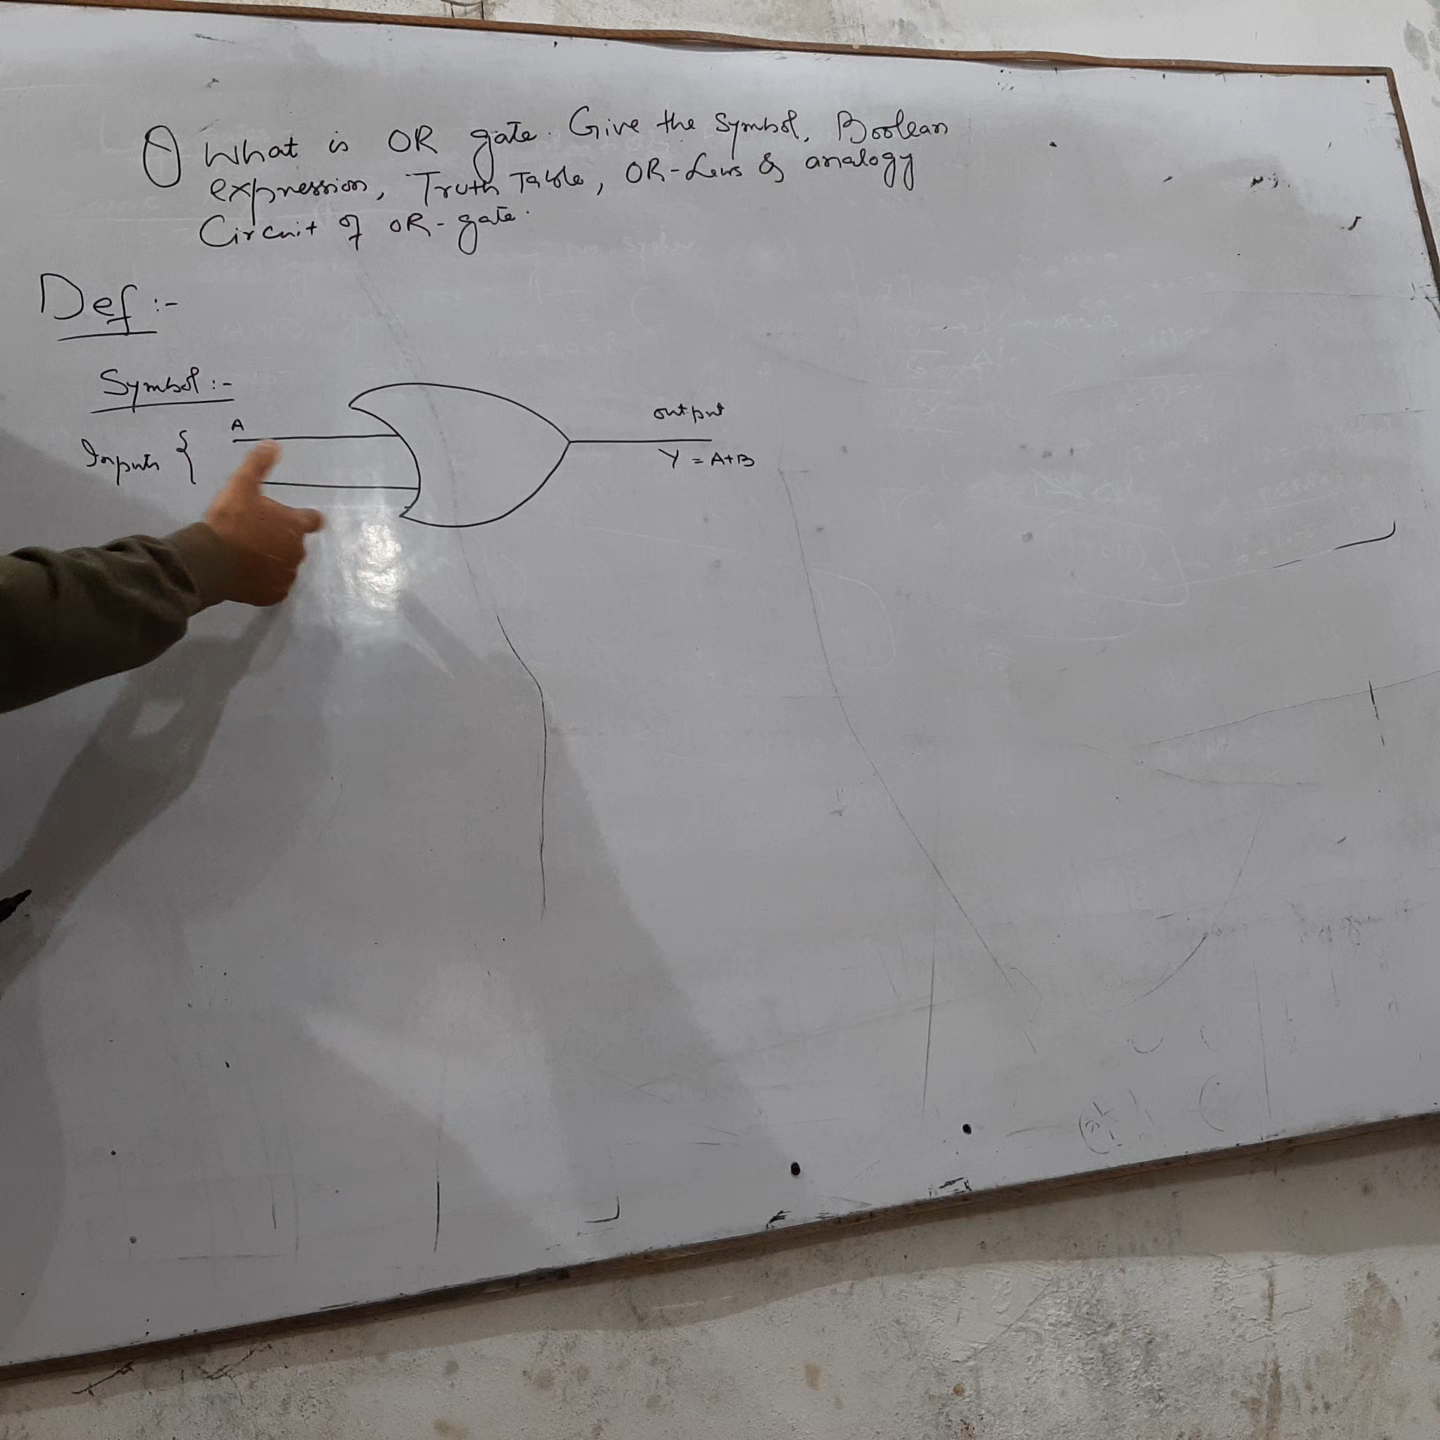 Q What is OR gate. Give the Symbol, Boolean
expression, Truth Table, OR-Laws & analogy
Circuit of OR-gate.
Def :-
Symbol :-
A
Inputs {
output
Y = A+B